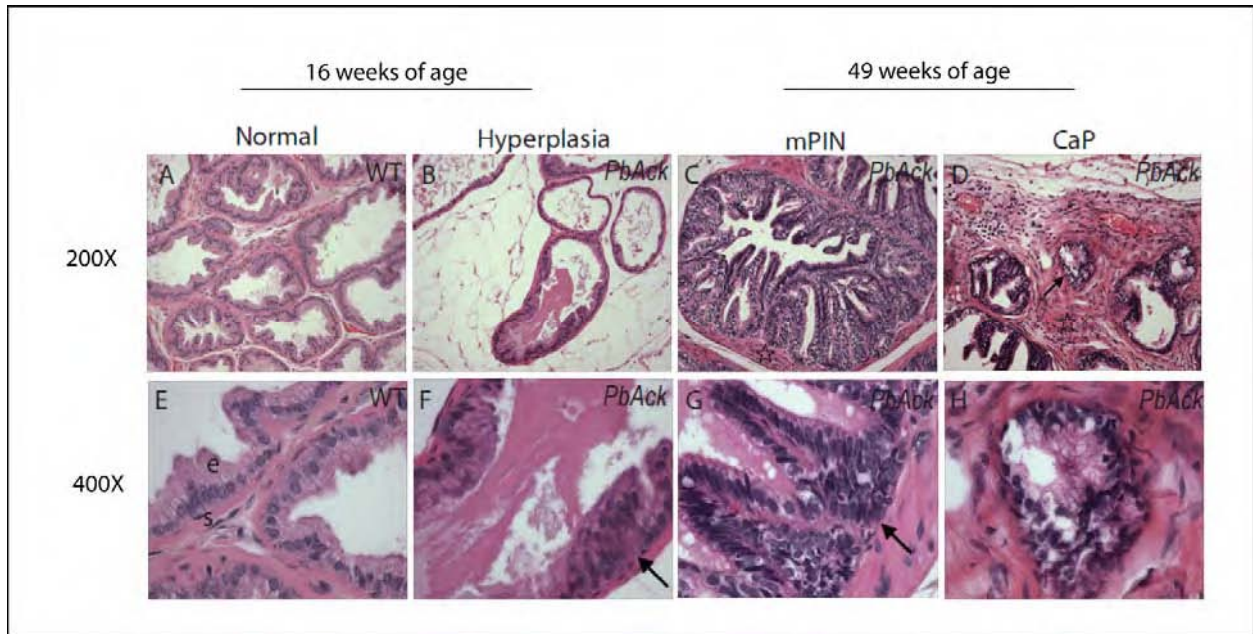 16 weeks of age 49 weeks of age
Normal Hyperplasia mPIN CaP
200X
A WT B PbAck C PbAck D PbAck
400X
E WT F PbAck G PbAck H PbAck
e
s